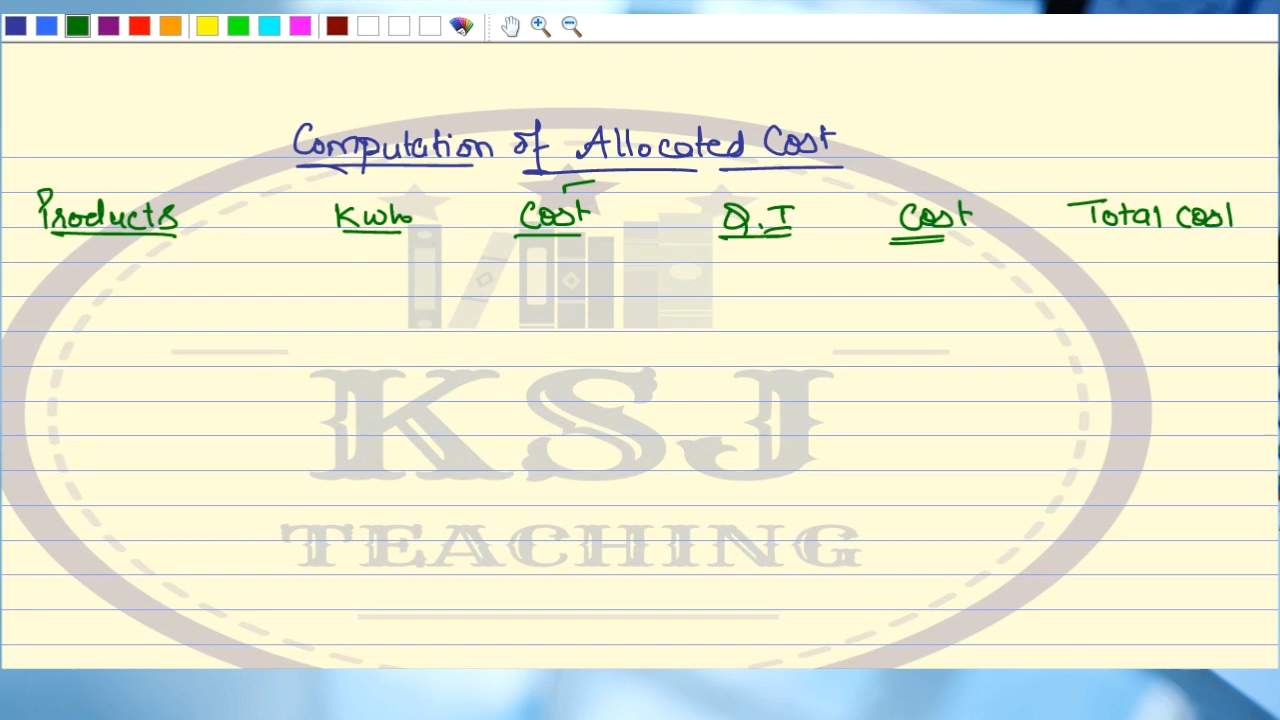 Computation of Allocated Cost
Products Kwh Cost Q.I Cost Total cost
KSJ
TEACHING